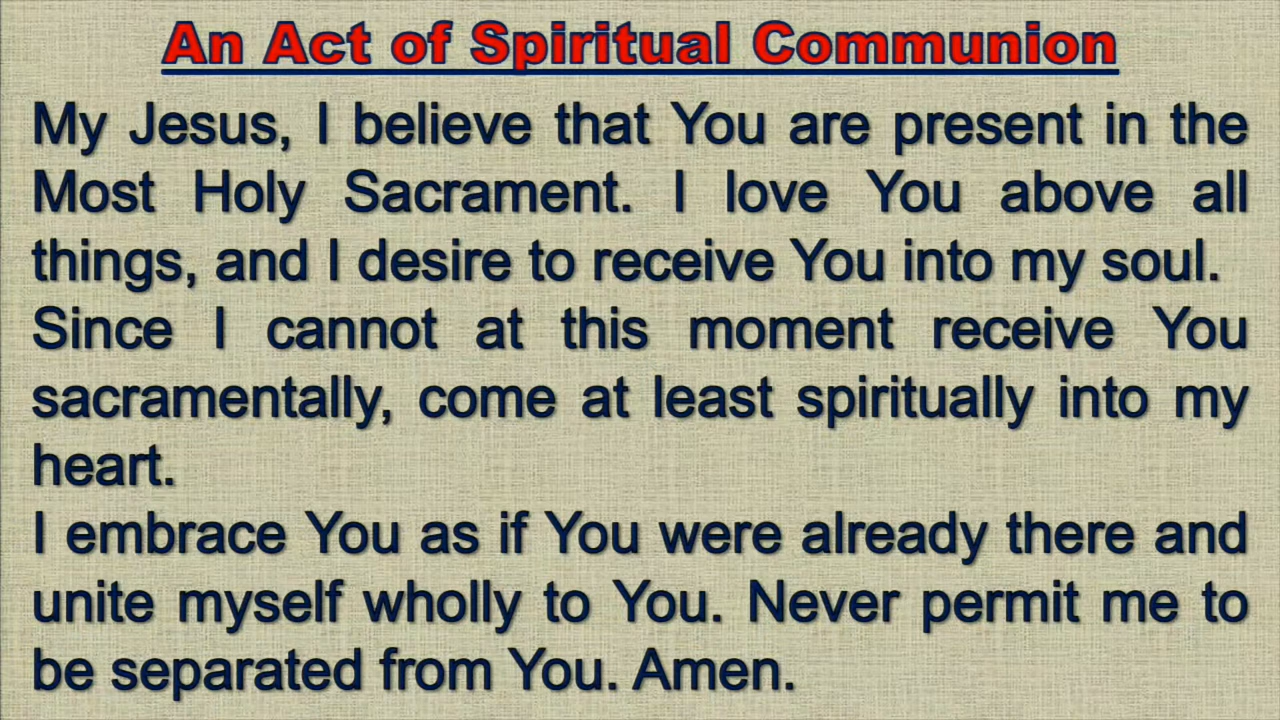 An Act of Spiritual Communion
My Jesus, I believe that You are present in the
Most Holy Sacrament. I love You above all
things, and I desire to receive You into my soul.
Since I cannot at this moment receive You
sacramentally, come at least spiritually into my
heart.
I embrace You as if You were already there and
unite myself wholly to You. Never permit me to
be separated from You. Amen.